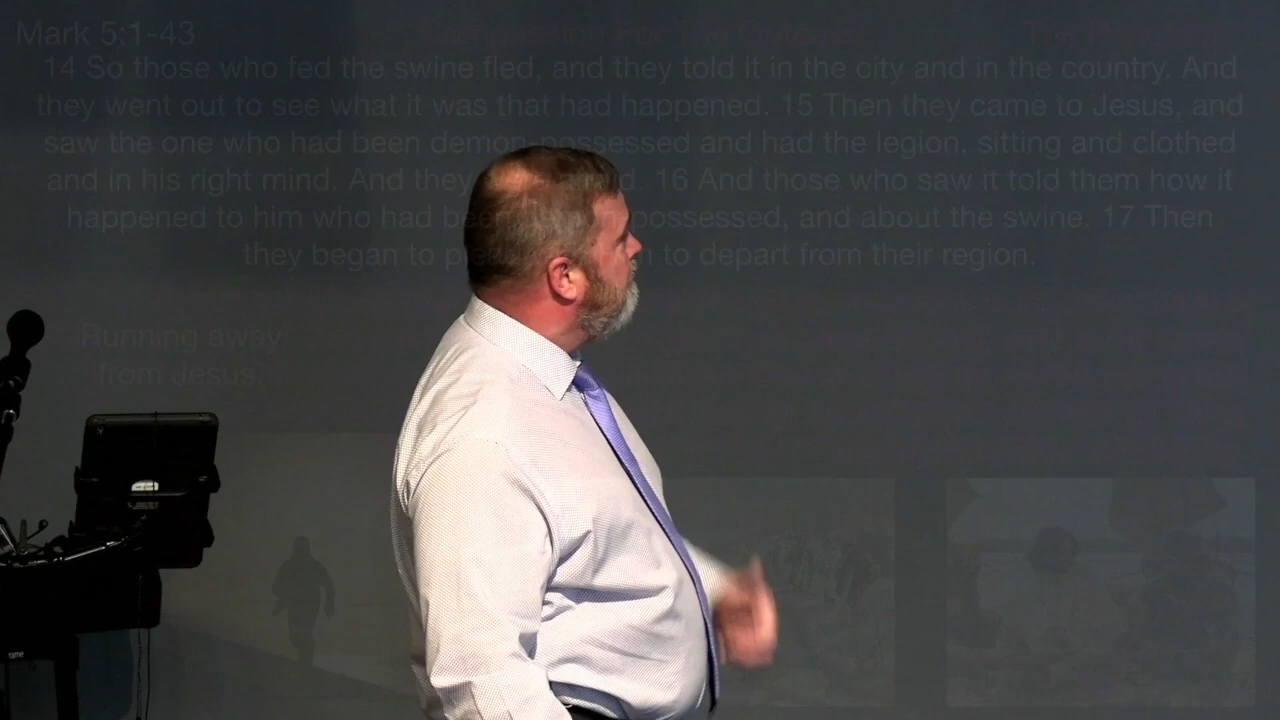 Mark 5:1-43
14 So those who fed the swine fled, and they told it in the city and in the country. And
they went out to see what it was that had happened. 15 Then they came to Jesus, and
saw the one who had been demon possessed and had the legion, sitting and clothed
and in his right mind. And they d. 16 And those who saw it told them how it
happened to him who had been possessed, and about the swine. 17 Then
they began to to depart from their region.
Running away
from Jesus.